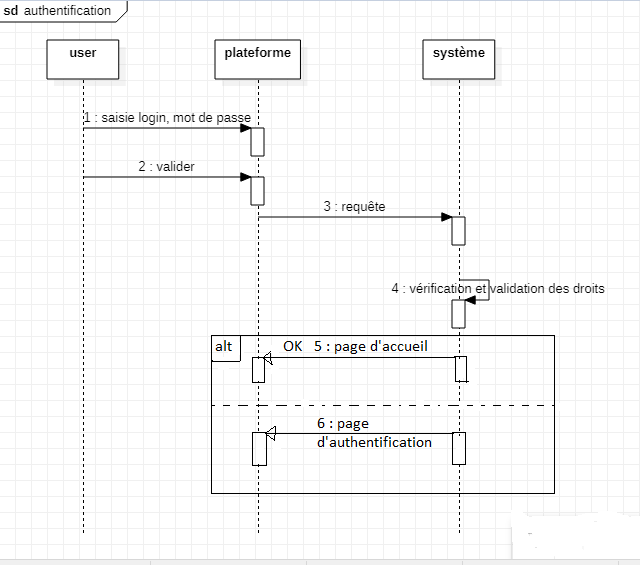 sd authentification
user
plateforme
système
1 : saisie login, mot de passe
2 : valider
3 : requête
4 : vérification et validation des droits
alt
OK 5 : page d'accueil
6 : page
d'authentification